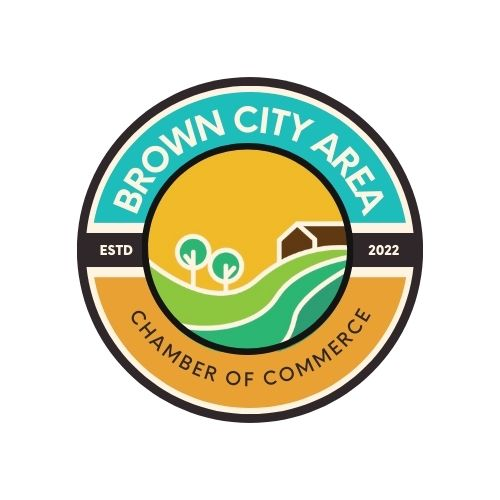 BROWN CITY AREA
ESTD
2022
CHAMBER OF COMMERCE